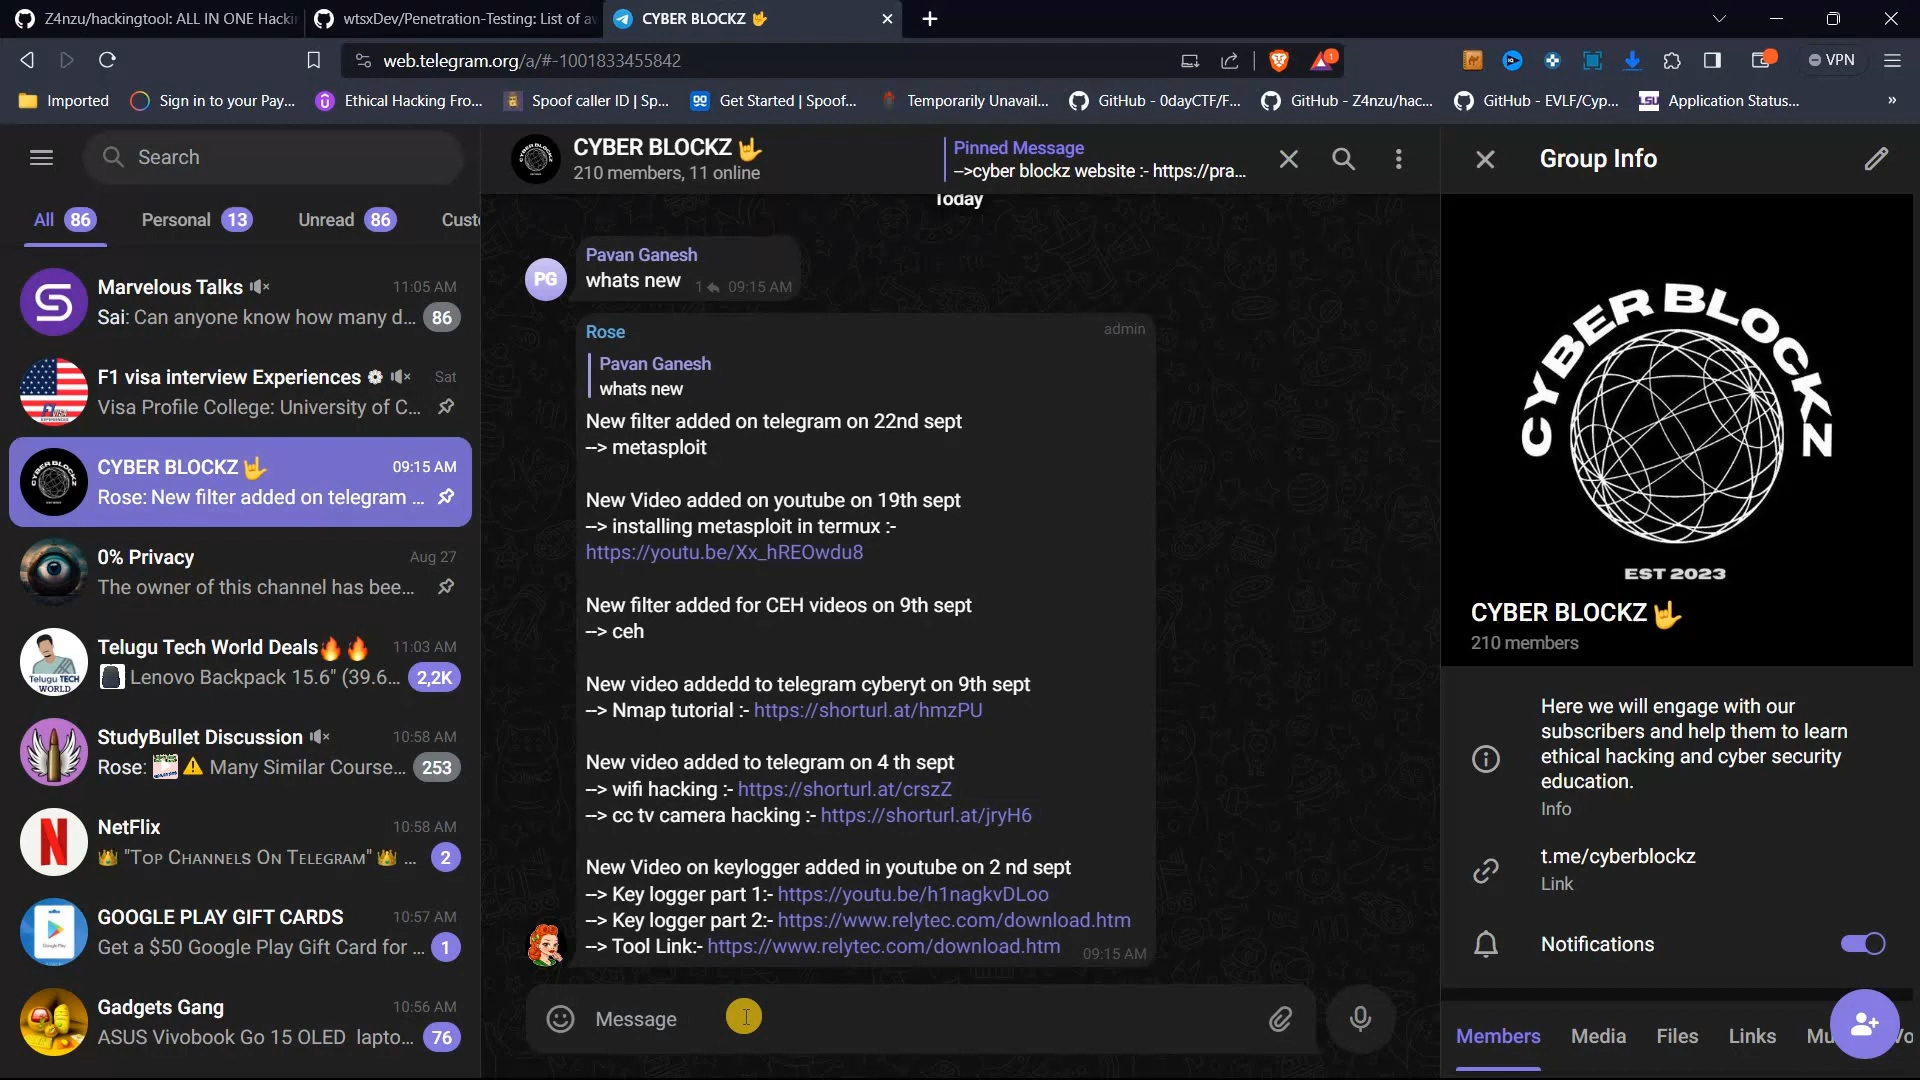 Z4nzu/hackingtool: ALL IN ONE Hacki
wtsxDev/Penetration-Testing: List of aw
CYBER BLOCKZ 🤟
web.telegram.org/a/#-1001833455842
1
VPN
Imported
Sign in to your Pay...
Ethical Hacking Fro...
Spoof caller ID | Sp...
Get Started | Spoof...
Temporarily Unavail...
GitHub - 0dayCTF/F...
GitHub - Z4nzu/hac...
GitHub - EVLF/Cyp...
LSU Application Status...
»
Search
All 86
Personal 13
Unread 86
Cust
Marvelous Talks 11:05 AM
Sai: Can anyone know how many d... 86
F1 visa interview Experiences Sat
Visa Profile College: University of C...
CYBER BLOCKZ 🤟 09:15 AM
Rose: New filter added on telegram ...
0% Privacy Aug 27
The owner of this channel has bee...
Telugu Tech World Deals🔥🔥 11:03 AM
Lenovo Backpack 15.6" (39.6... 2,2K
Telugu TECH
WORLD
StudyBullet Discussion 10:58 AM
Rose: ⚠️ Many Similar Course... 253
NetFlix 10:58 AM
👑 "Top Channels On Telegram" 👑 ... 2
GOOGLE PLAY GIFT CARDS 10:57 AM
Get a $50 Google Play Gift Card for ... 1
Gadgets Gang 10:56 AM
ASUS Vivobook Go 15 OLED lapto... 76
CYBER BLOCKZ 🤟
210 members, 11 online
Pinned Message
–>cyber blockz website :- https://pra...
Today
PG
Pavan Ganesh
whats new 1 09:15 AM
Rose admin
Pavan Ganesh
whats new
New filter added on telegram on 22nd sept
–> metasploit
New Video added on youtube on 19th sept
–> installing metasploit in termux :-
https://youtu.be/Xx_hREOwdu8
New filter added for CEH videos on 9th sept
–> ceh
New video addedd to telegram cyberyt on 9th sept
–> Nmap tutorial :- https://shorturl.at/hmzPU
New video added to telegram on 4 th sept
–> wifi hacking :- https://shorturl.at/crszZ
–> cc tv camera hacking :- https://shorturl.at/jryH6
New Video on keylogger added in youtube on 2 nd sept
–> Key logger part 1:- https://youtu.be/h1nagkvDLoo
–> Key logger part 2:- https://www.relytec.com/download.htm
–> Tool Link:- https://www.relytec.com/download.htm 09:15 AM
Message
Group Info
CYBER BLOCKZ
EST 2023
CYBER BLOCKZ 🤟
210 members
Here we will engage with our
subscribers and help them to learn
ethical hacking and cyber security
education.
Info
t.me/cyberblockz
Link
Notifications
Members
Media
Files
Links
Mu
Vo